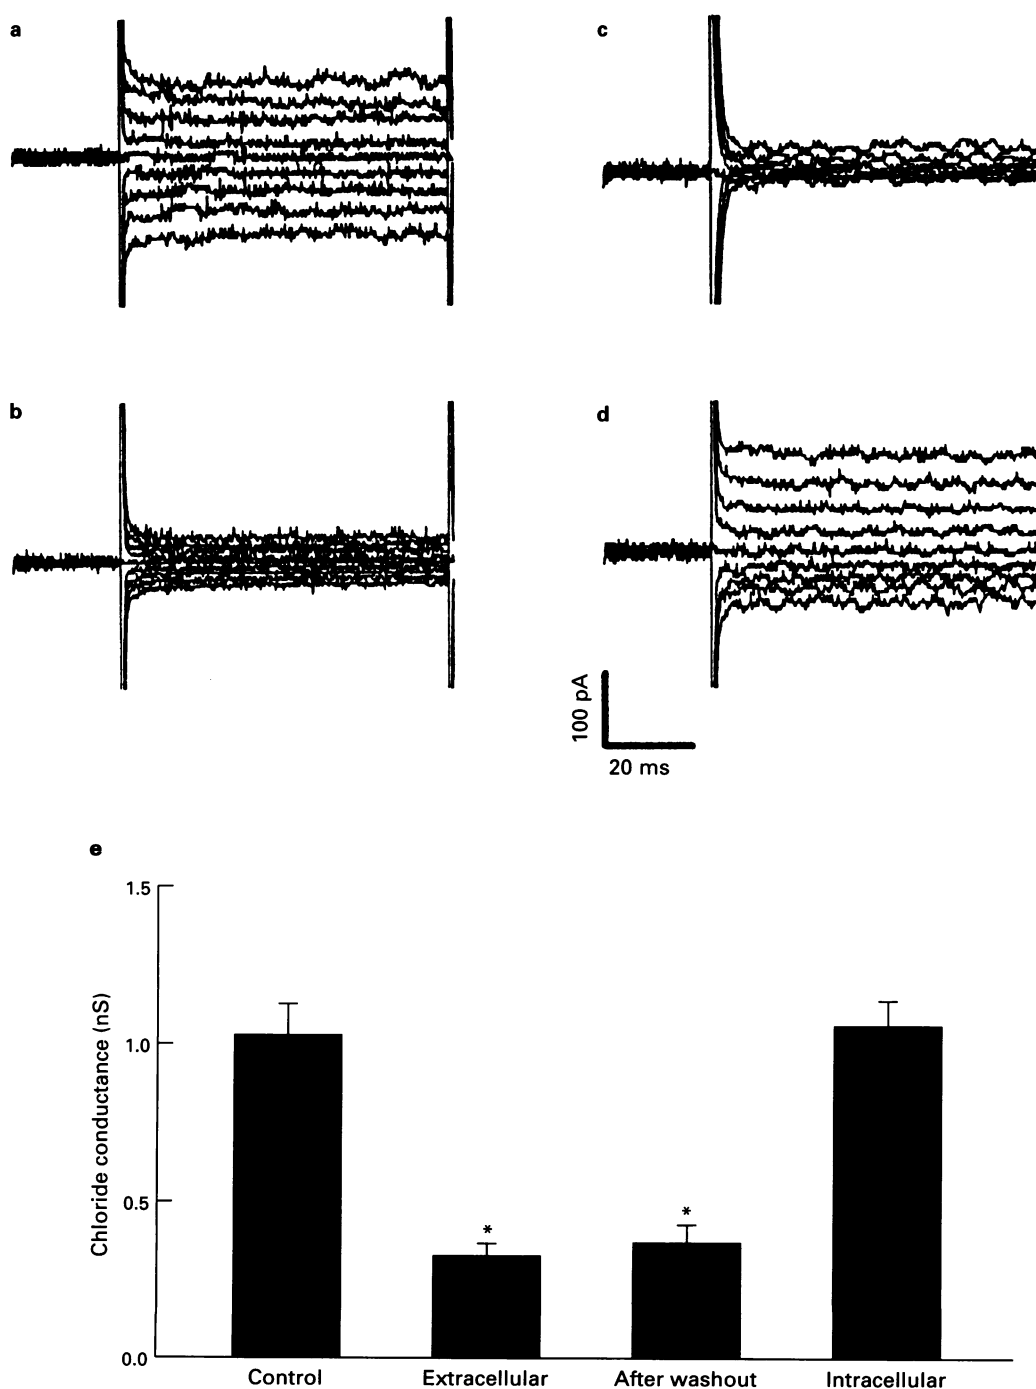 a
c
b
d
100 pA
20 ms
e
1.5
1.0
0.5
0.0
Chloride conductance (nS)
*
*
Control
Extracellular
After washout
Intracellular